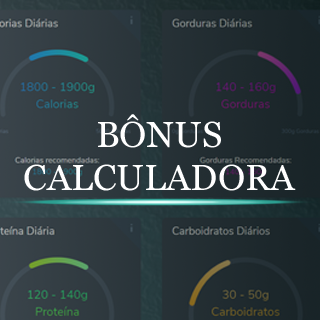 orias Diárias
Gorduras Diárias
1800 - 1900g
Calorias
140 - 160g
Gorduras
Calorias recomendadas:
Gorduras Recomendadas:
BÔNUS
CALCULADORA
teína Diária
Carboidratos Diários
120 - 140g
Proteína
30 - 50g
Carboidratos